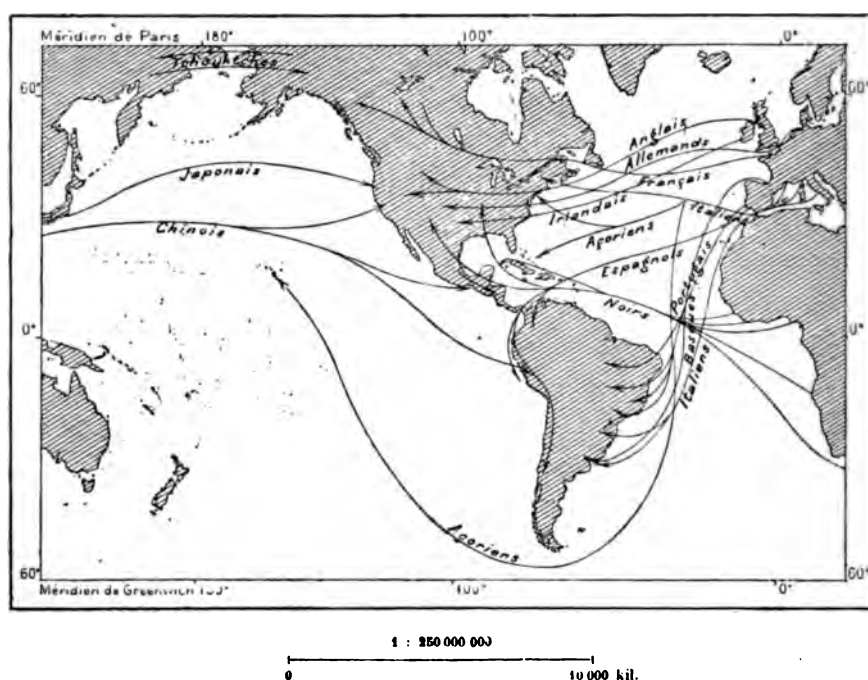 Méridien de Paris 180° 100° 0°
Tchouktches
60° 60°
Anglais
Allemands
Japonais
Français
Irlandais
Italiens
Chinois
Açoriens
Espagnols
Portugais
Noirs
Basques
0° 0°
Italiens
Açoriens
60° 60°
Méridien de Greenwich 180° 100° 0°
1 : 250 000 000
0 10 000 kil.